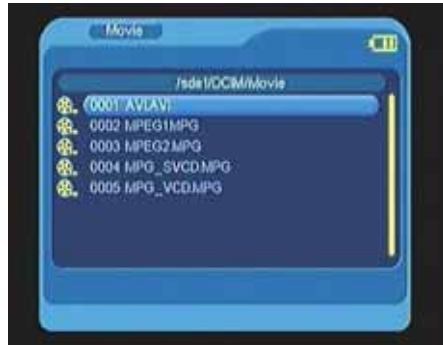 Movie
/sde1/DCIM/Movie
0001 AVI.AVI
0002 MPEG1.MPG
0003 MPEG2.MPG
0004 MPG_SVCD.MPG
0005 MPG_VCD.MPG